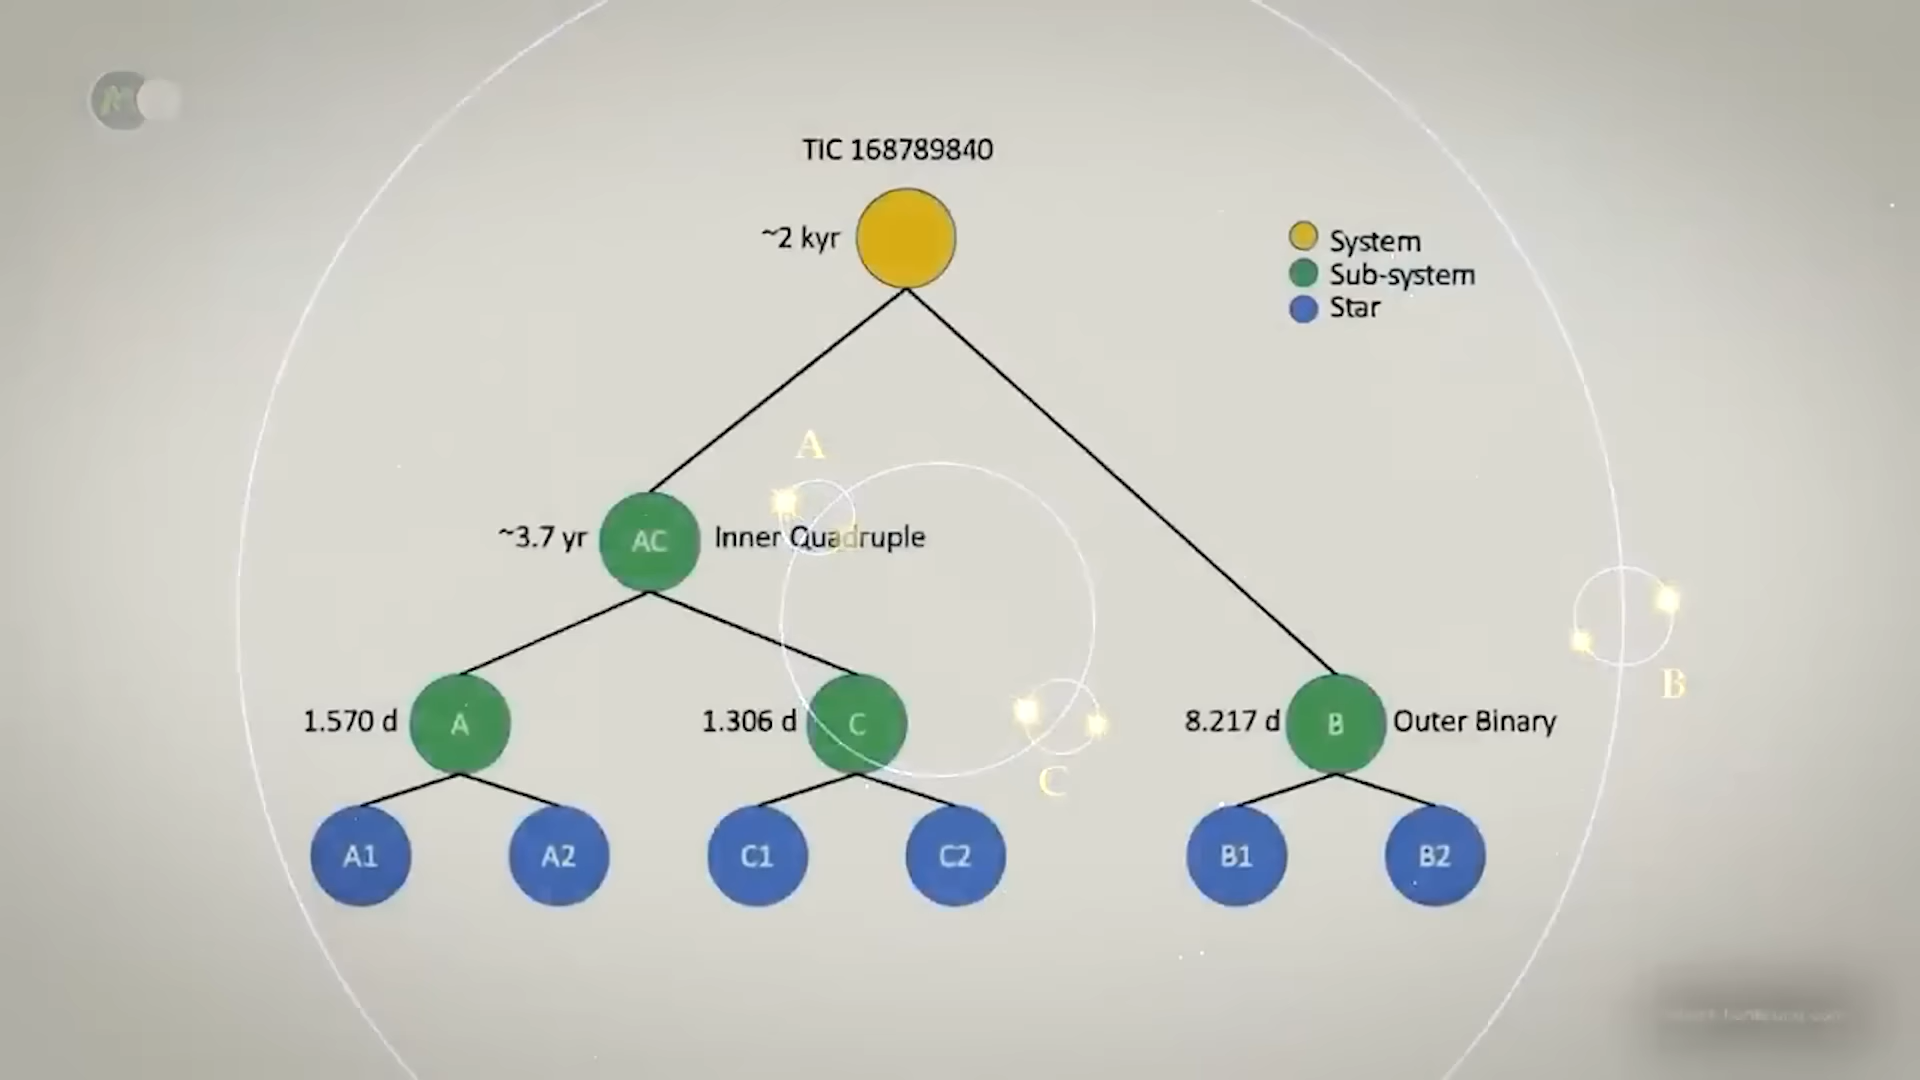 TIC 168789840
~2 kyr
System
Sub-system
Star
A
~3.7 yr
AC
Inner Quadruple
B
1.570 d
A
1.306 d
C
8.217 d
B
Outer Binary
C
A1
A2
C1
C2
B1
B2